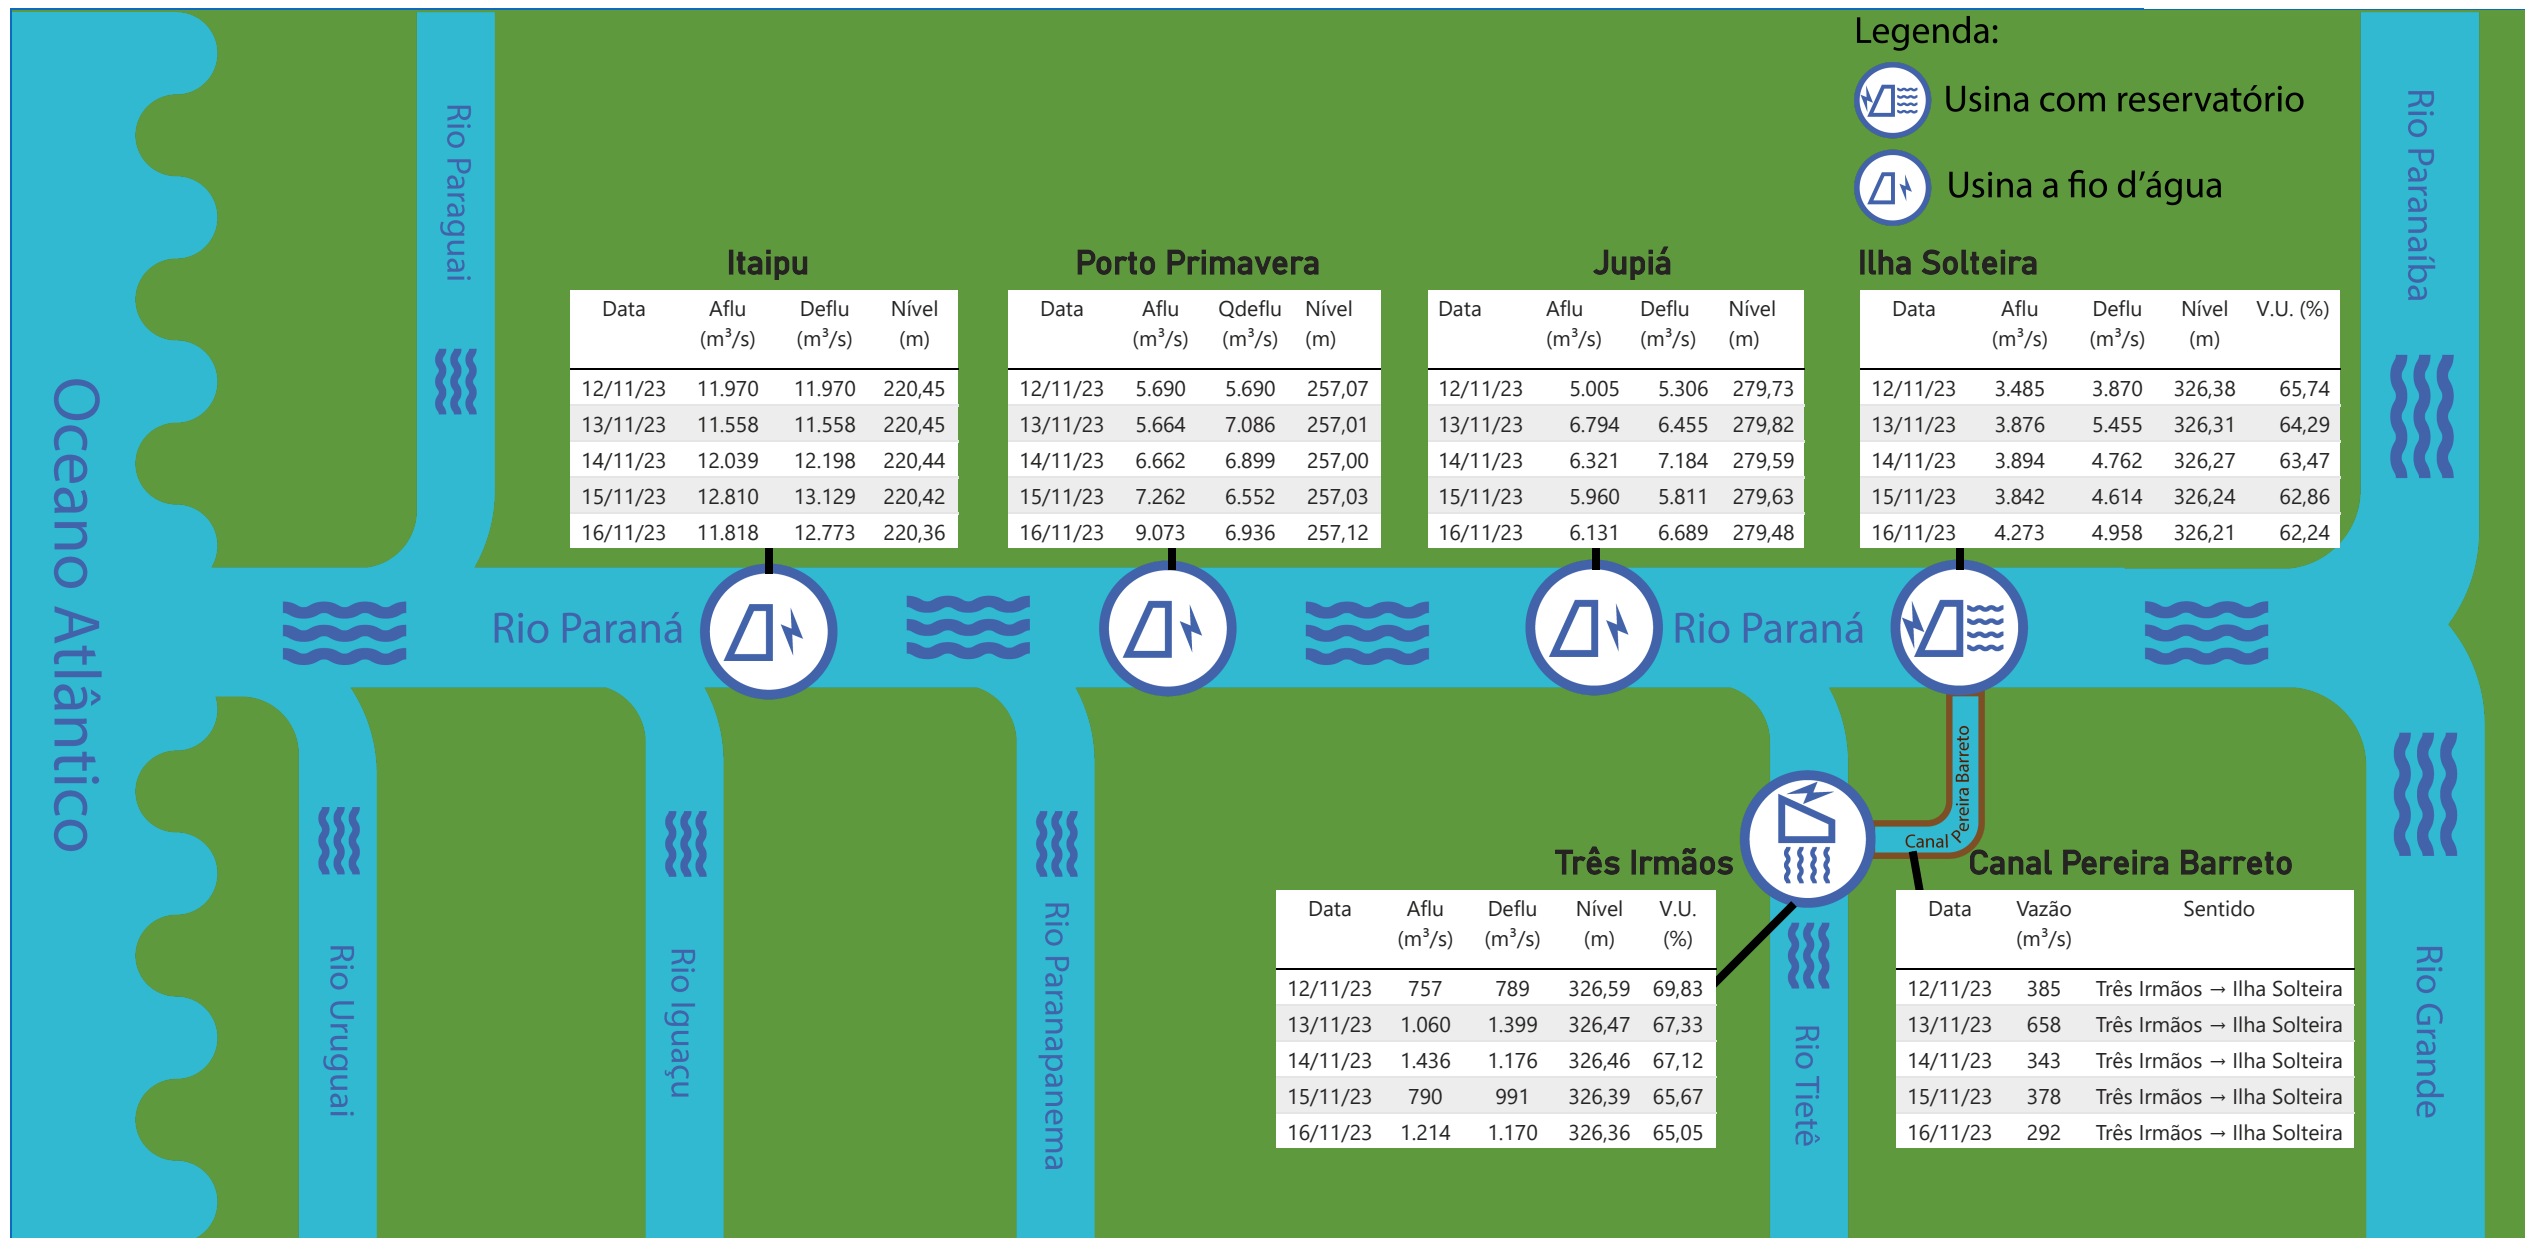 Legenda:
Usina com reservatório
Usina a fio d'água
Oceano Atlântico
Rio Paraguai
Rio Paranaíba
Itaipu
Data Aflu (m³/s) Deflu (m³/s) Nível (m)
12/11/23 11.970 11.970 220,45
13/11/23 11.558 11.558 220,45
14/11/23 12.039 12.198 220,44
15/11/23 12.810 13.129 220,42
16/11/23 11.818 12.773 220,36
Porto Primavera
Data Aflu (m³/s) Qdeflu (m³/s) Nível (m)
12/11/23 5.690 5.690 257,07
13/11/23 5.664 7.086 257,01
14/11/23 6.662 6.899 257,00
15/11/23 7.262 6.552 257,03
16/11/23 9.073 6.936 257,12
Jupiá
Data Aflu (m³/s) Deflu (m³/s) Nível (m)
12/11/23 5.005 5.306 279,73
13/11/23 6.794 6.455 279,82
14/11/23 6.321 7.184 279,59
15/11/23 5.960 5.811 279,63
16/11/23 6.131 6.689 279,48
Ilha Solteira
Data Aflu (m³/s) Deflu (m³/s) Nível (m) V.U. (%)
12/11/23 3.485 3.870 326,38 65,74
13/11/23 3.876 5.455 326,31 64,29
14/11/23 3.894 4.762 326,27 63,47
15/11/23 3.842 4.614 326,24 62,86
16/11/23 4.273 4.958 326,21 62,24
Rio Paraná
Rio Paraná
Canal Pereira Barreto
Três Irmãos
Data Aflu (m³/s) Deflu (m³/s) Nível (m) V.U. (%)
12/11/23 757 789 326,59 69,83
13/11/23 1.060 1.399 326,47 67,33
14/11/23 1.436 1.176 326,46 67,12
15/11/23 790 991 326,39 65,67
16/11/23 1.214 1.170 326,36 65,05
Canal Pereira Barreto
Data Vazão (m³/s) Sentido
12/11/23 385 Três Irmãos → Ilha Solteira
13/11/23 658 Três Irmãos → Ilha Solteira
14/11/23 343 Três Irmãos → Ilha Solteira
15/11/23 378 Três Irmãos → Ilha Solteira
16/11/23 292 Três Irmãos → Ilha Solteira
Rio Uruguai
Rio Iguaçu
Rio Paranapanema
Rio Tietê
Rio Grande